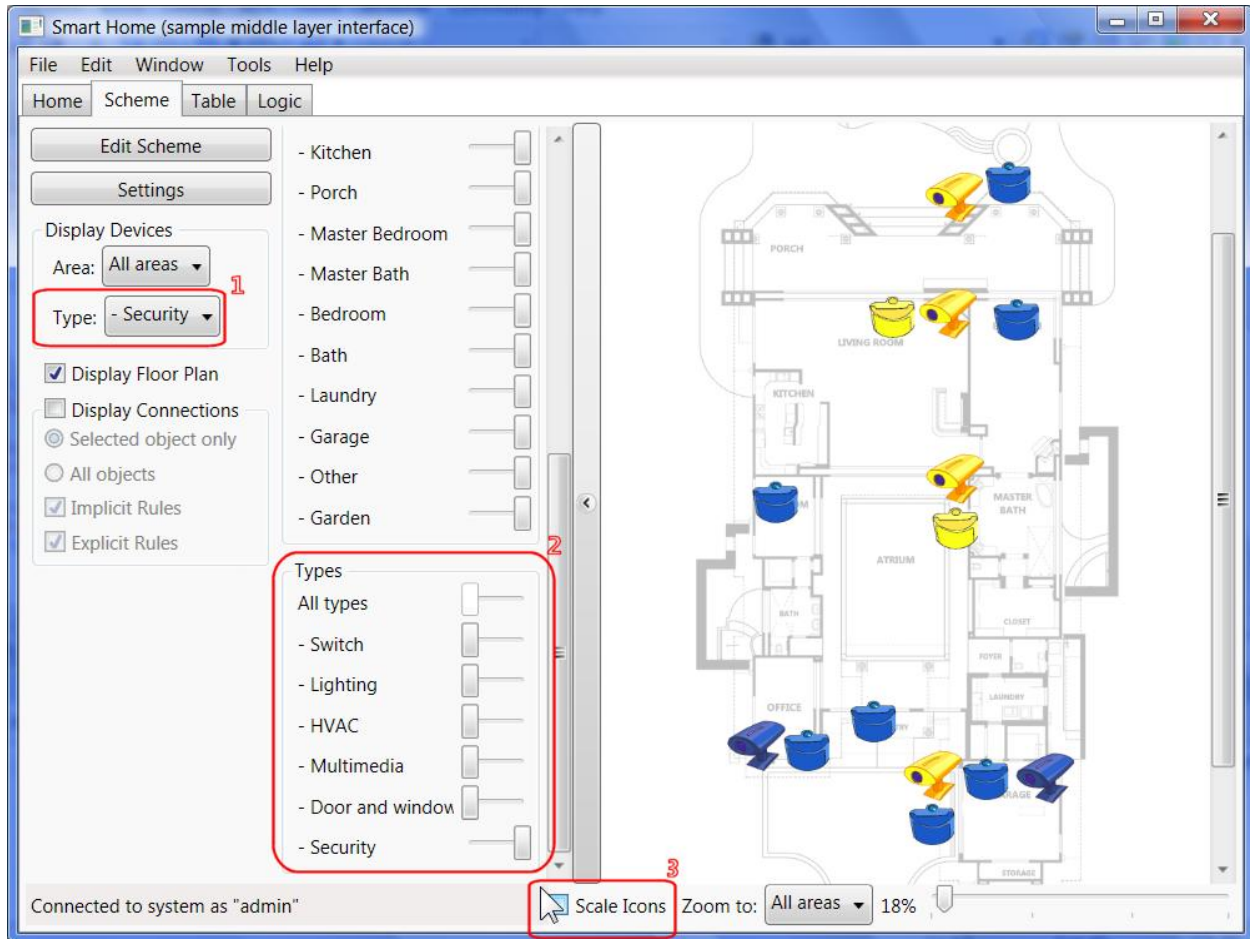 Smart Home (sample middle layer interface)
File Edit Window Tools Help
Home Scheme Table Logic
Edit Scheme
Settings
Display Devices
Area: All areas
1
Type: - Security
Display Floor Plan
Display Connections
Selected object only
All objects
Implicit Rules
Explicit Rules
- Kitchen
- Porch
- Master Bedroom
- Master Bath
- Bedroom
- Bath
- Laundry
- Garage
- Other
- Garden
2
Types
All types
- Switch
- Lighting
- HVAC
- Multimedia
- Door and window
- Security
PORCH
LIVING ROOM
KITCHEN
MASTER
BATH
ATRIUM
BATH
CLOSET
FOYER
LAUNDRY
OFFICE
STORAGE
3
Connected to system as "admin"
Scale Icons
Zoom to: All areas 18%